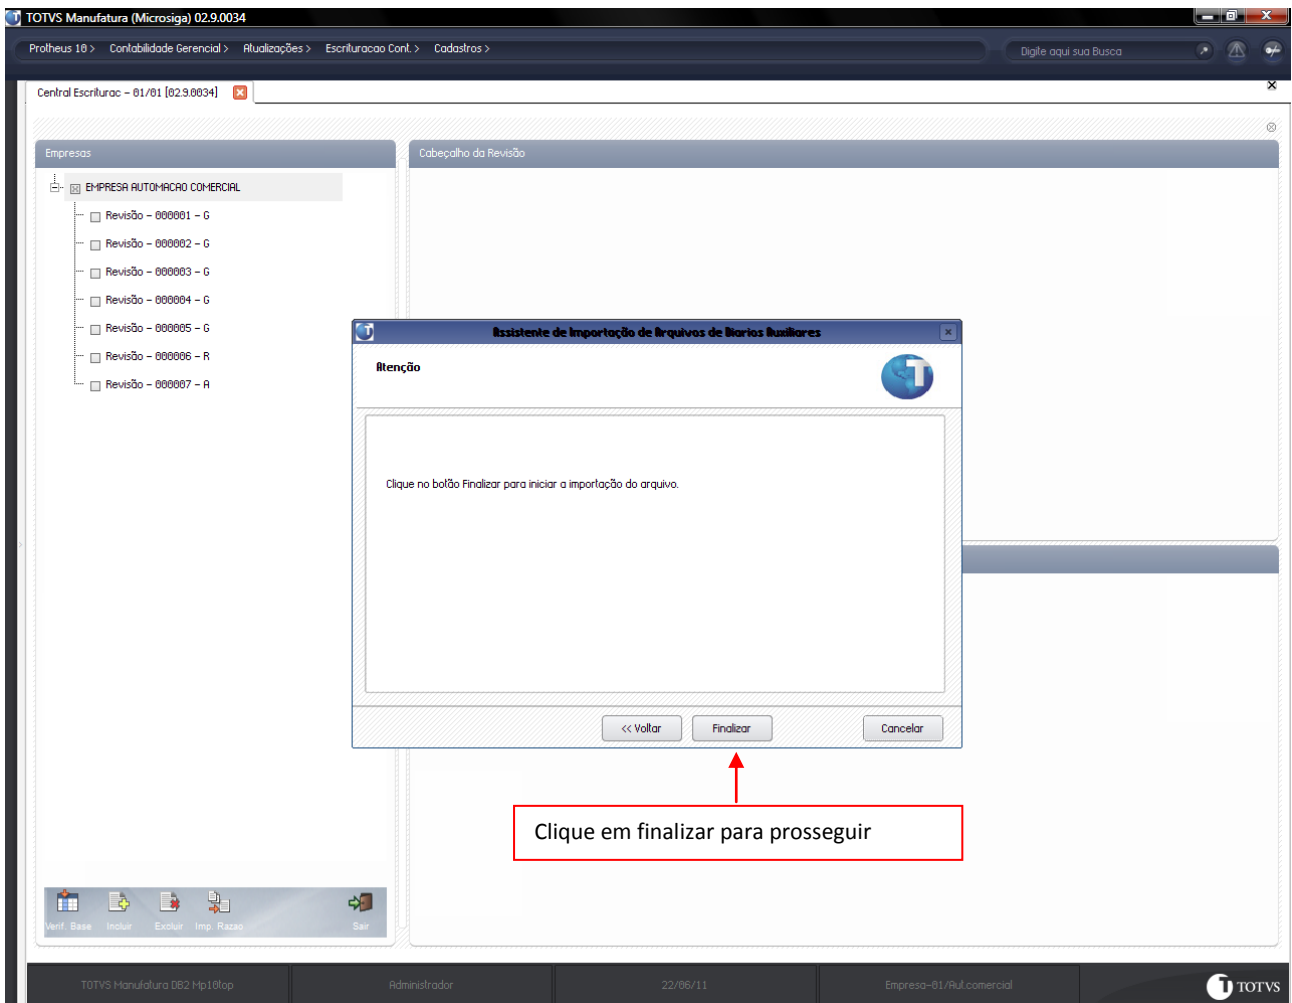 TOTVS Manufatura (Microsiga) 02.9.0034
Protheus 10 > Contabilidade Gerencial > Atualizações > Escrituracao Cont. > Cadastros >
Digite aqui sua Busca
Central Escriturac - 01/01 [02.9.0034]
Empresas
Cabeçalho da Revisão
EMPRESA AUTOMACAO COMERCIAL
Revisão - 000001 - G
Revisão - 000002 - G
Revisão - 000003 - G
Revisão - 000004 - G
Revisão - 000005 - G
Revisão - 000006 - R
Revisão - 000007 - A
Assistente de Importação de Arquivos de Diarios Auxiliares
Atenção
Clique no botão Finalizar para iniciar a importação do arquivo.
<< Voltar
Finalizar
Cancelar
Clique em finalizar para prosseguir
Verif. Base
Incluir
Excluir
Imp. Razao
Sair
TOTVS Manufatura DB2 Mp10top
Administrador
22/06/11
Empresa-01/Aut.comercial
TOTVS